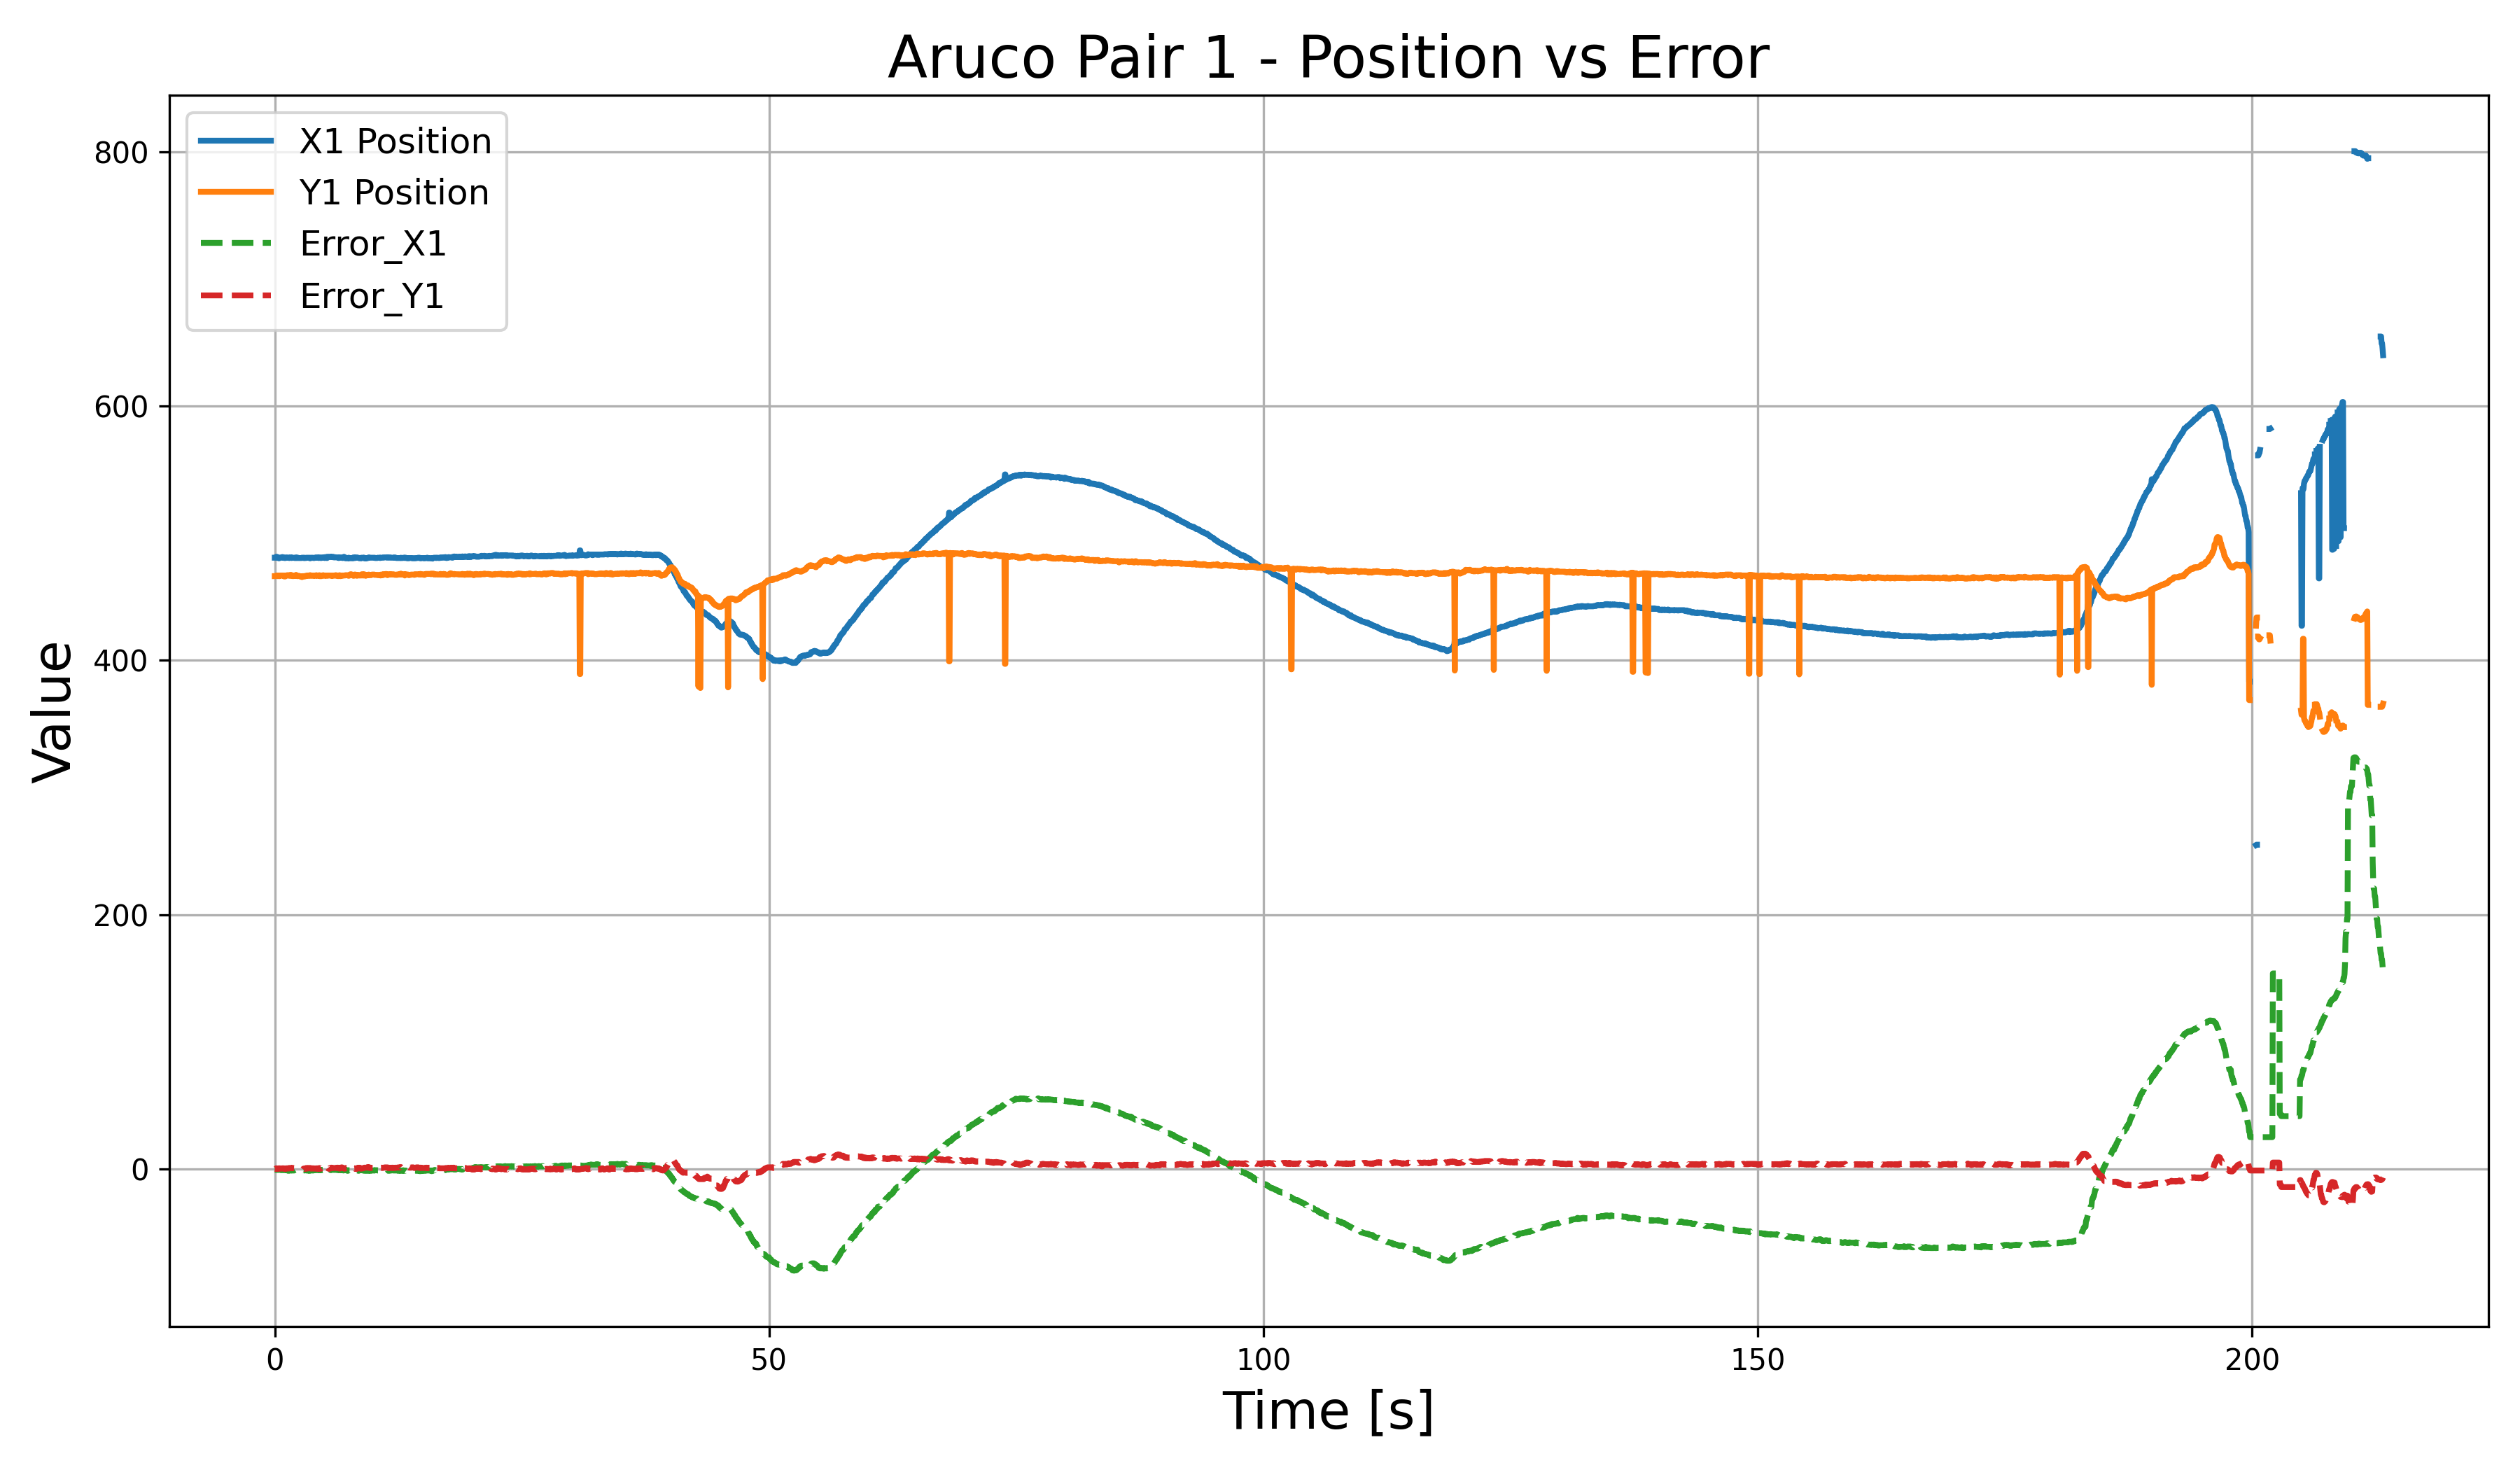 Aruco Pair 1 - Position vs Error
X1 Position
Y1 Position
Error_X1
Error_Y1
800
600
400
200
0
Value
0 50 100 150 200
Time [s]